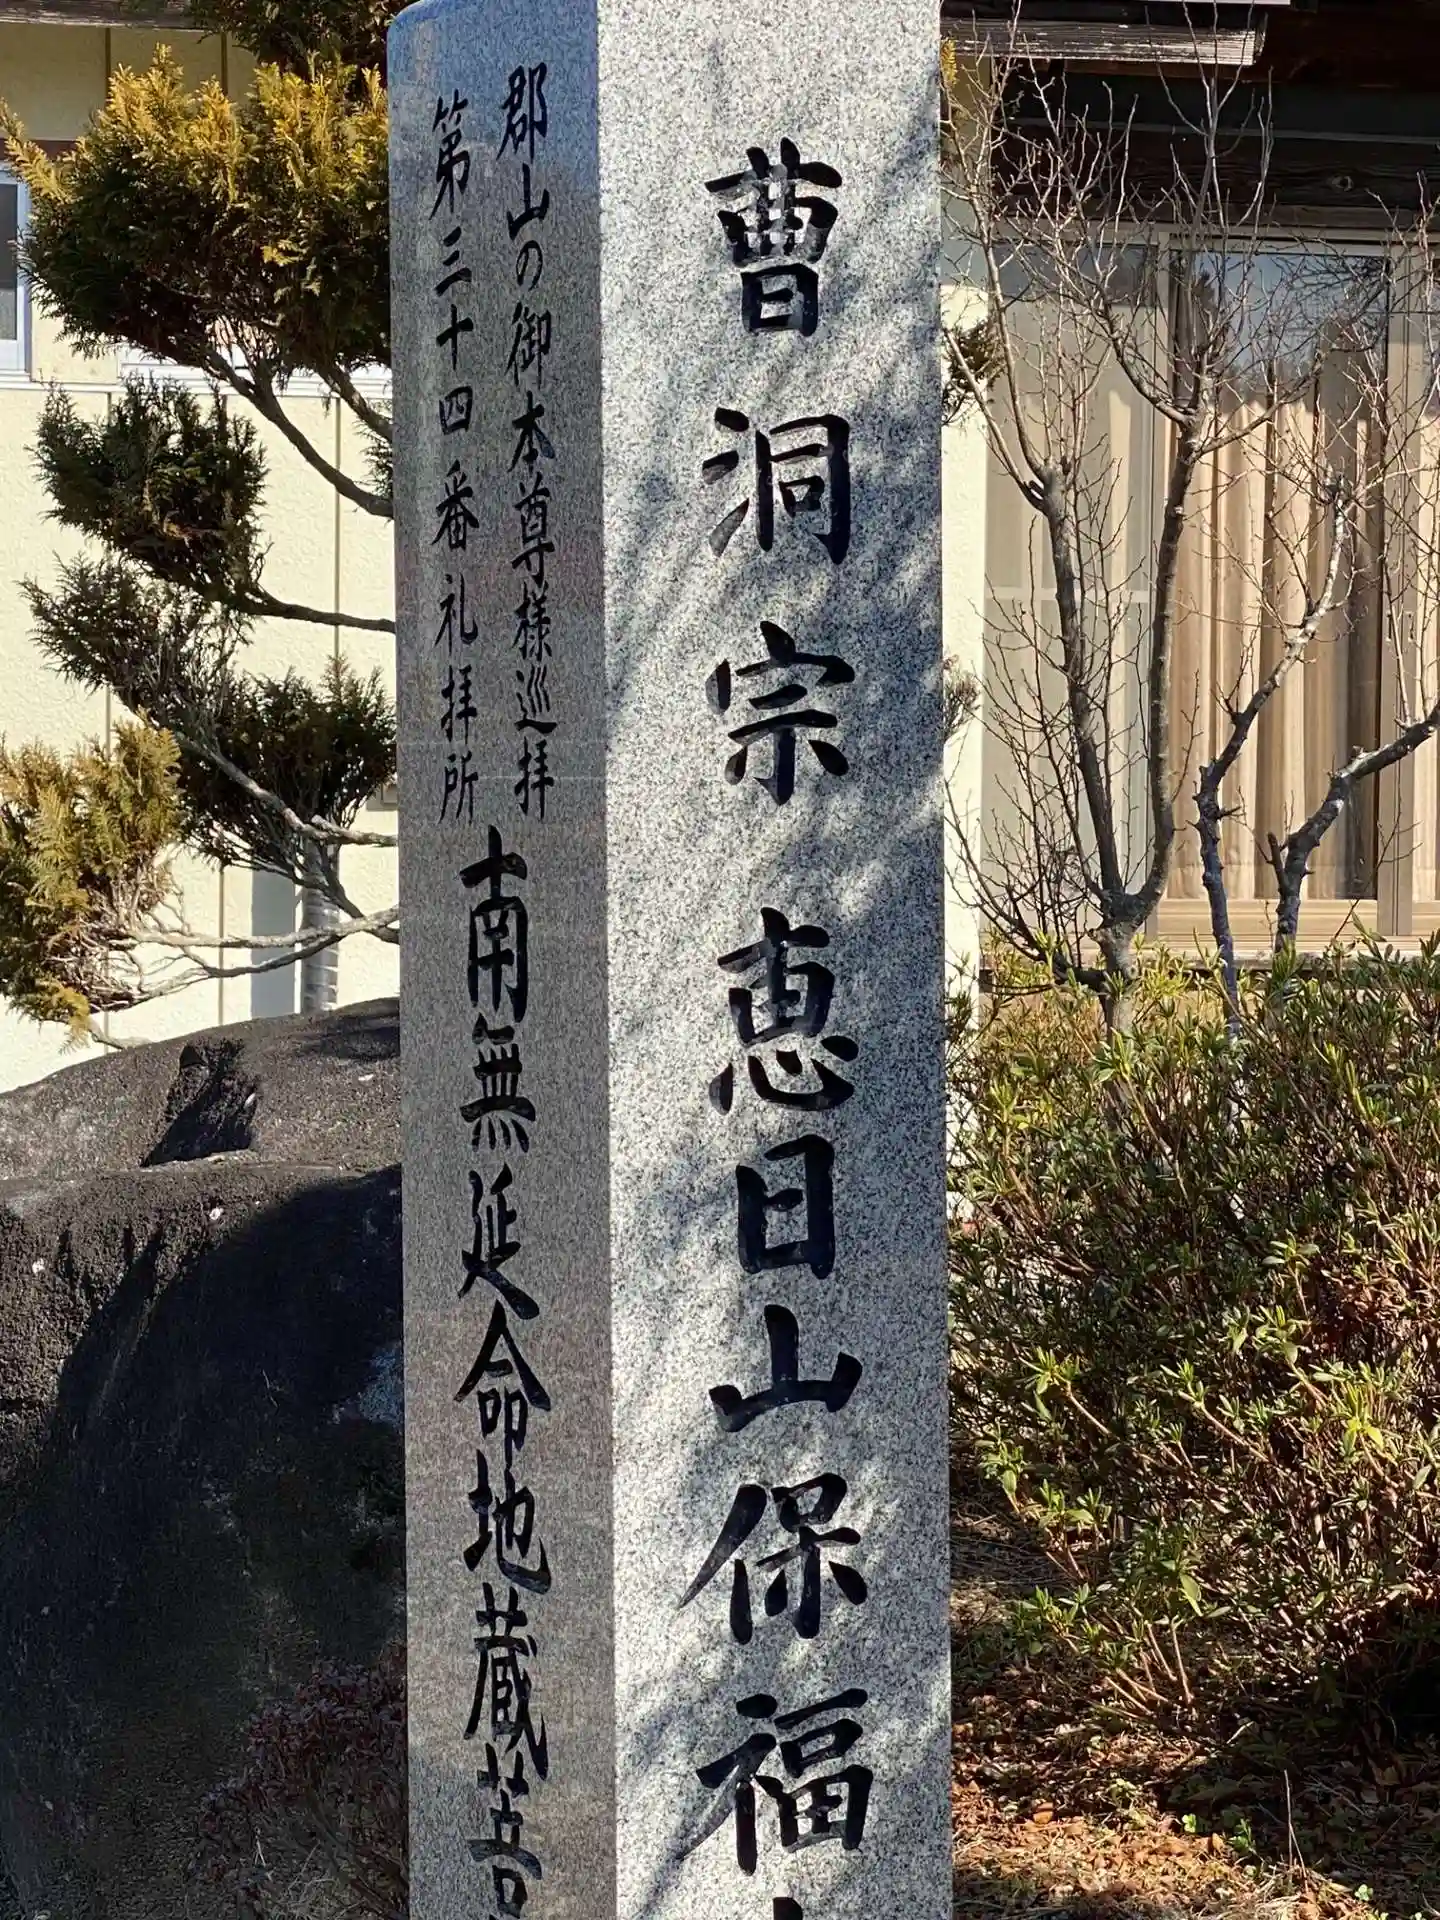 曹洞宗 恵日山保福
郡山の御本尊様巡拝
第三十四番礼拝所
南無延命地蔵菩